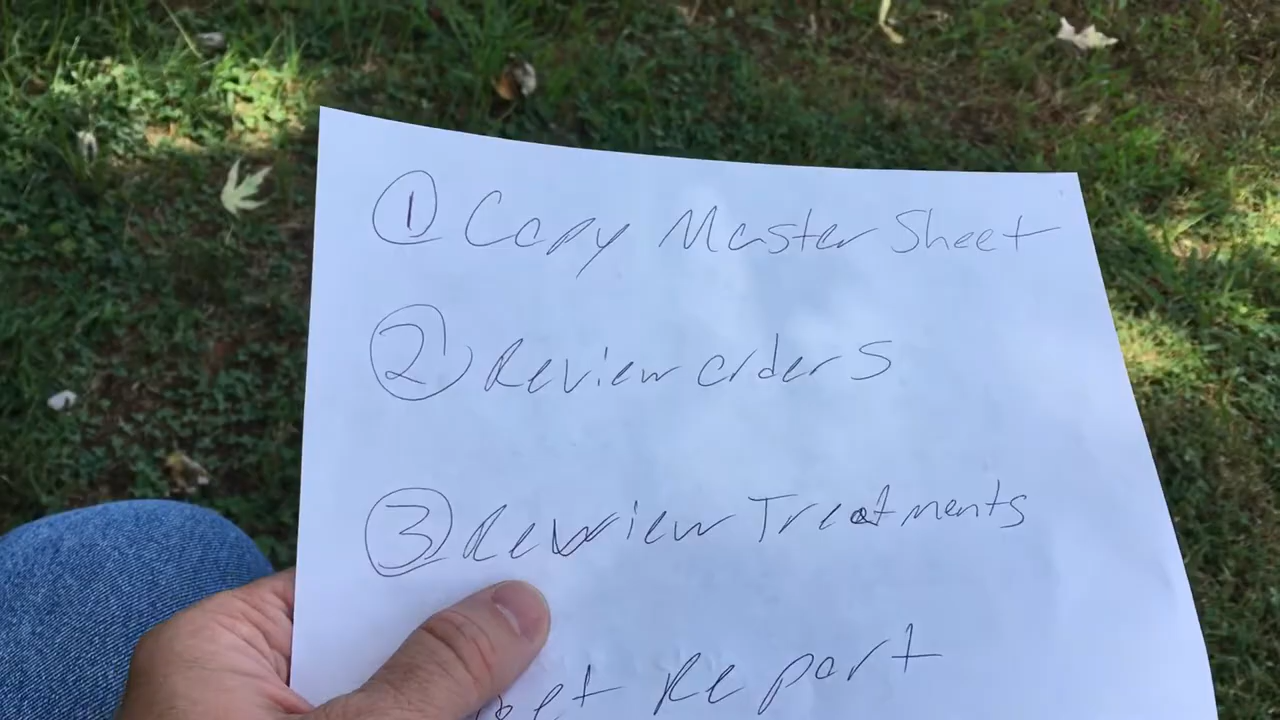 ① Copy Master Sheet
② Review orders
③ Review Treatments
Report